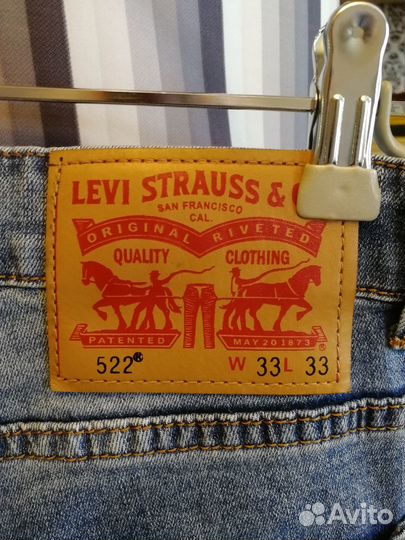 LEVI STRAUSS & C
SAN FRANCISCO
CAL.
ORIGINAL RIVETED
QUALITY CLOTHING
PATENTED MAY 20 1873
522® W 33 L 33
Avito